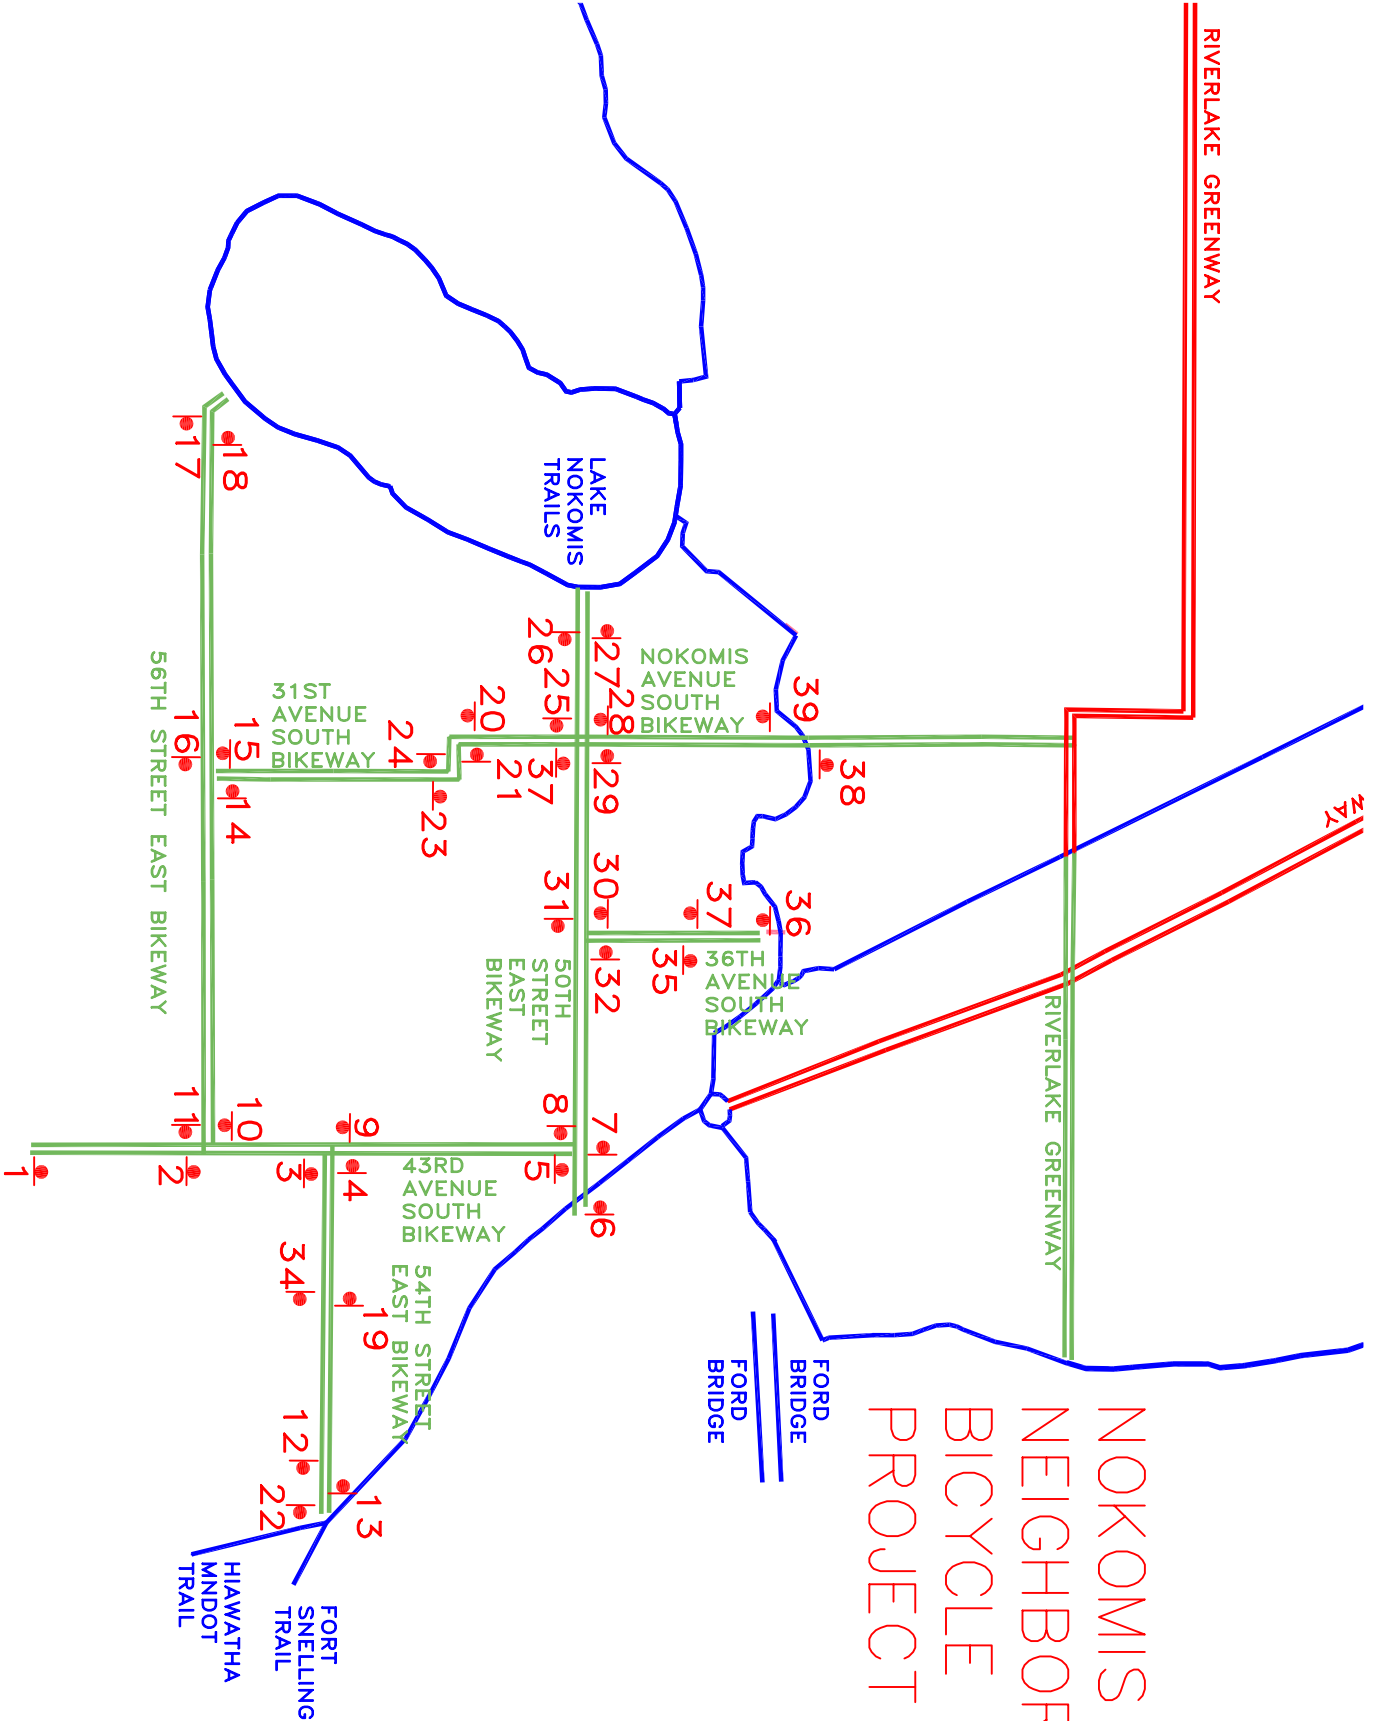 RIVERLAKE GREENWAY
LAKE
NOKOMIS
TRAILS
17
18
26
25
27
28
NOKOMIS
AVENUE
SOUTH
BIKEWAY
39
38
20
21
24
23
37
29
31ST
AVENUE
SOUTH
BIKEWAY
16
15
14
56TH STREET EAST BIKEWAY
31
30
32
37
35
36
36TH
AVENUE
SOUTH
BIKEWAY
50TH
STREET
EAST
BIKEWAY
RIVERLAKE GREENWAY
11
10
9
8
7
1
2
3
4
5
6
43RD
AVENUE
SOUTH
BIKEWAY
34
19
54TH STREET
EAST BIKEWAY
12
22
13
FORD
BRIDGE
FORD
BRIDGE
HIAWATHA
MNDOT
TRAIL
FORT
SNELLING
TRAIL
NOKOMIS
NEIGHBOR
BICYCLE
PROJECT